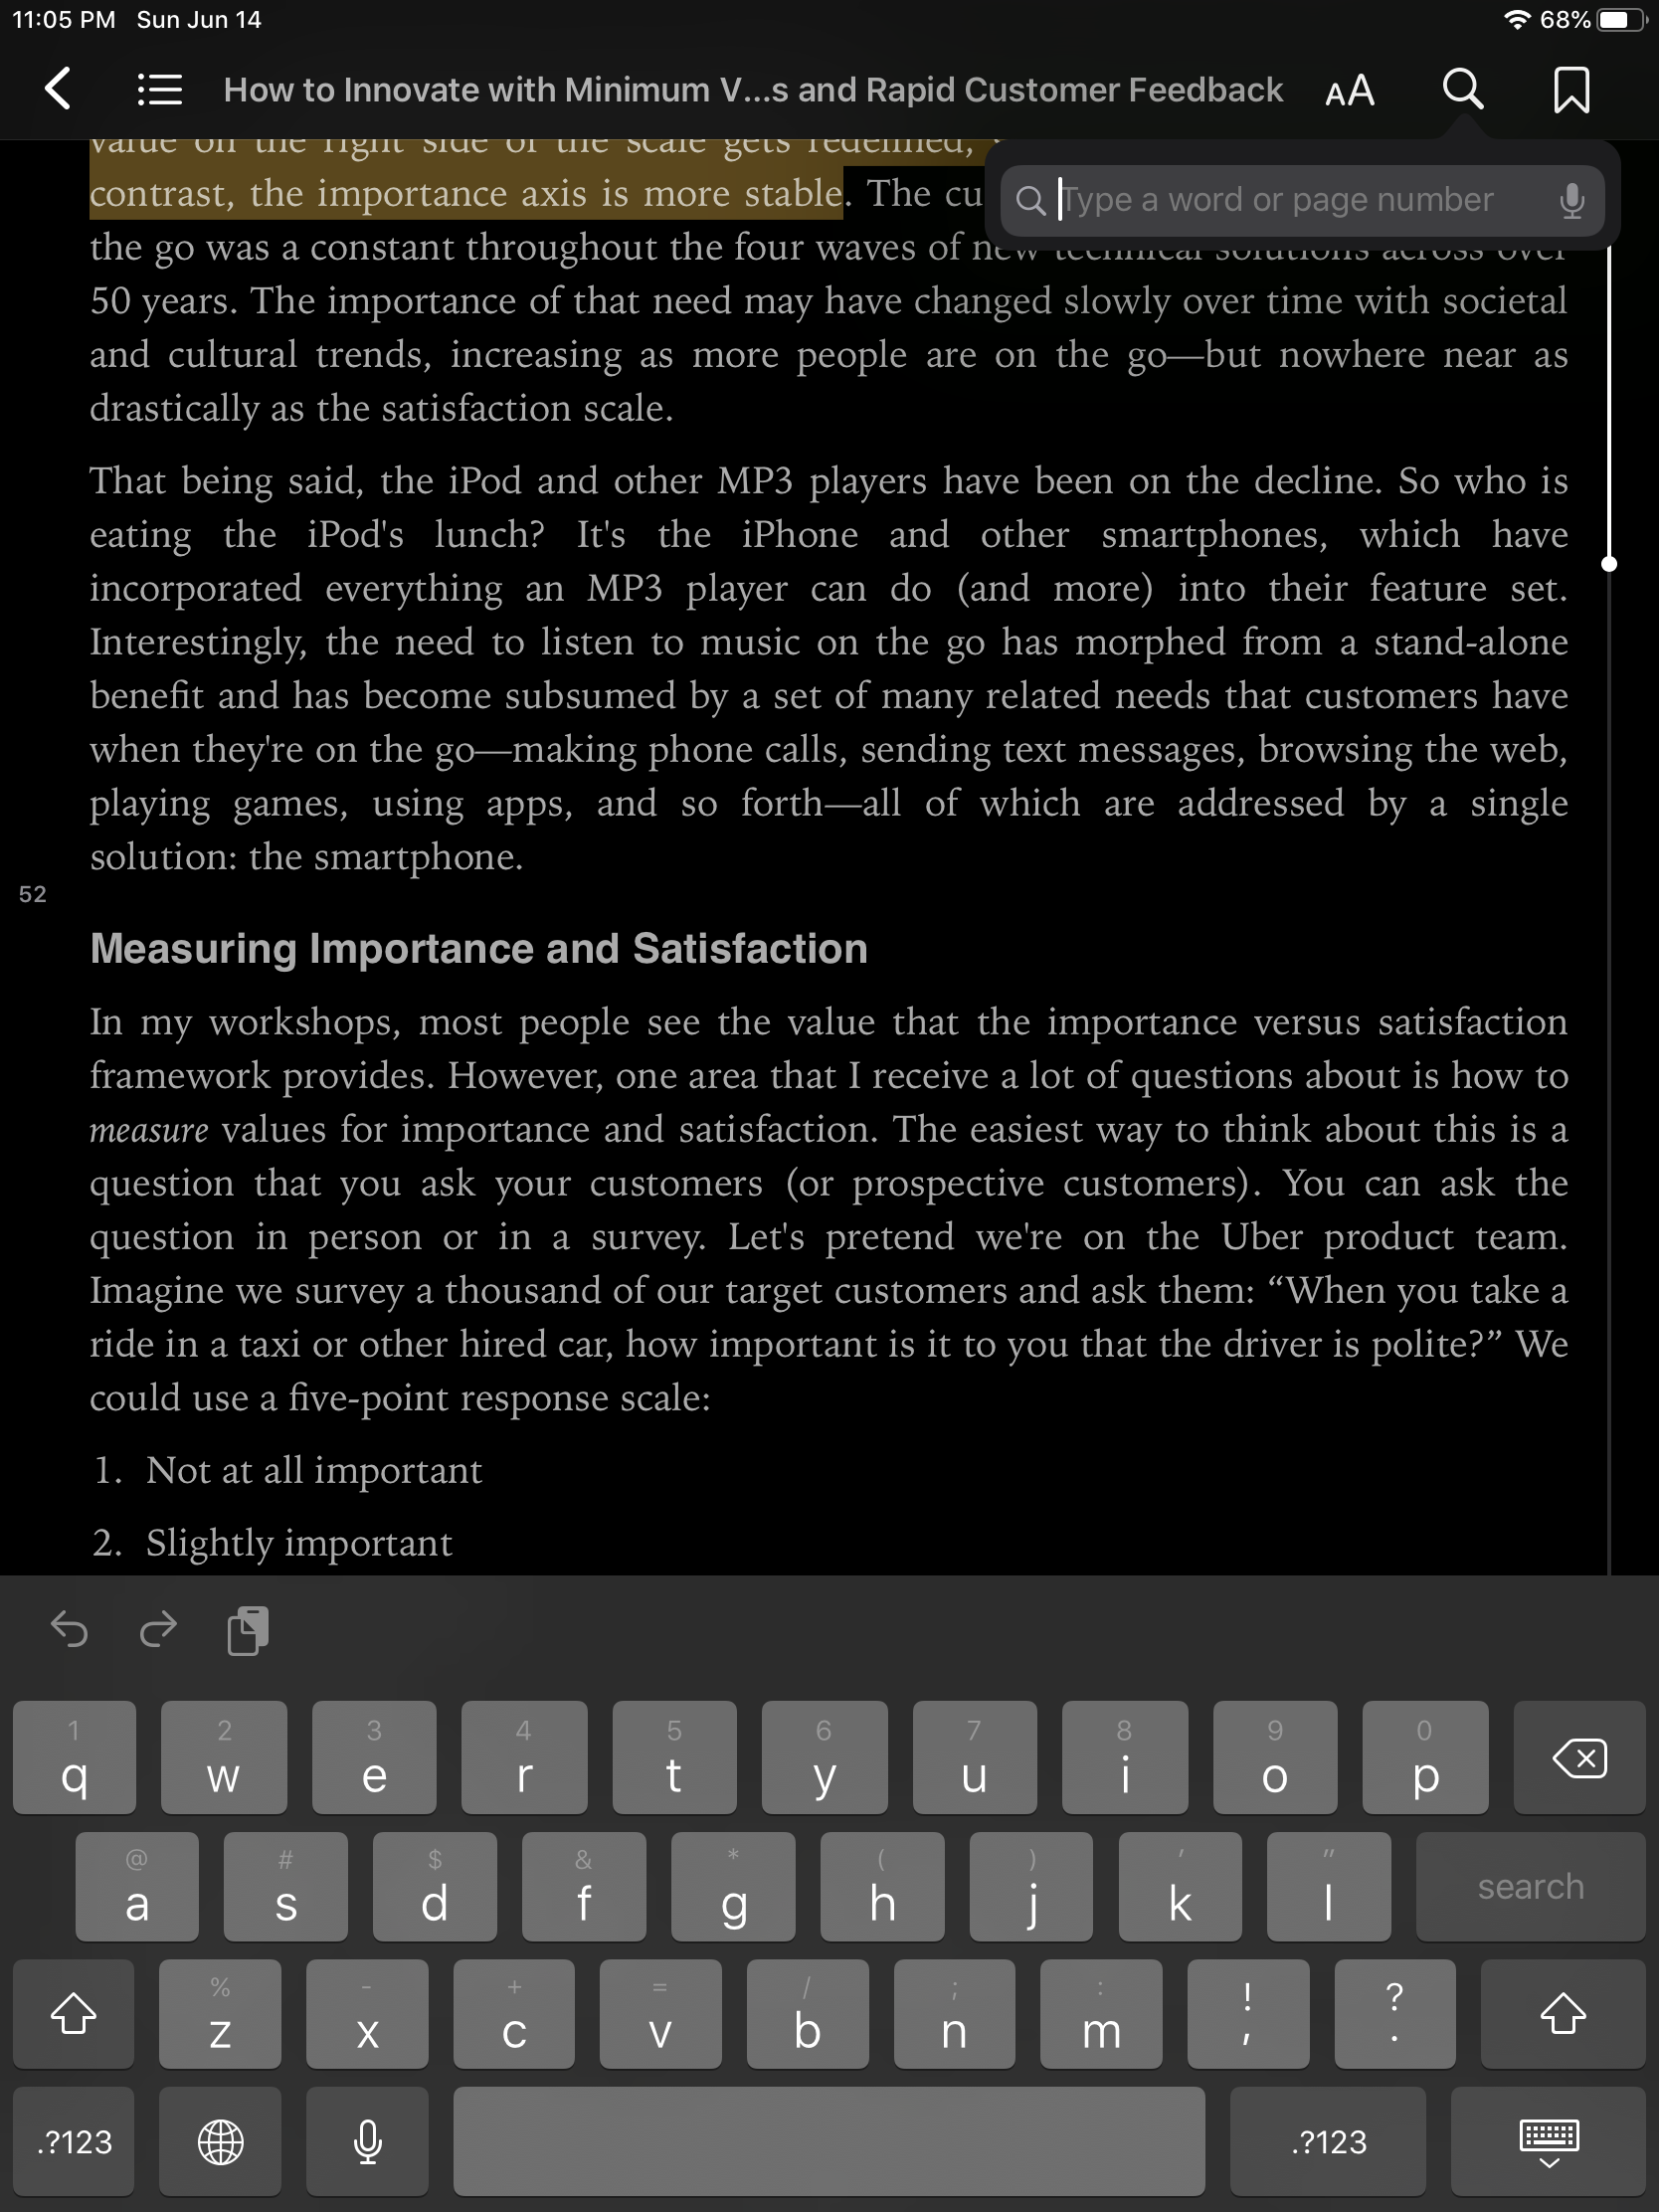 11:05 PM Sun Jun 14 68%
How to Innovate with Minimum V...s and Rapid Customer Feedback AA
value on the right side of the scale gets redefined,
contrast, the importance axis is more stable. The cu
Type a word or page number
the go was a constant throughout the four waves of new technical solutions across over
50 years. The importance of that need may have changed slowly over time with societal
and cultural trends, increasing as more people are on the go—but nowhere near as
drastically as the satisfaction scale.
That being said, the iPod and other MP3 players have been on the decline. So who is
eating the iPod's lunch? It's the iPhone and other smartphones, which have
incorporated everything an MP3 player can do (and more) into their feature set.
Interestingly, the need to listen to music on the go has morphed from a stand-alone
benefit and has become subsumed by a set of many related needs that customers have
when they're on the go—making phone calls, sending text messages, browsing the web,
playing games, using apps, and so forth—all of which are addressed by a single
solution: the smartphone.
52
Measuring Importance and Satisfaction
In my workshops, most people see the value that the importance versus satisfaction
framework provides. However, one area that I receive a lot of questions about is how to
measure values for importance and satisfaction. The easiest way to think about this is a
question that you ask your customers (or prospective customers). You can ask the
question in person or in a survey. Let's pretend we're on the Uber product team.
Imagine we survey a thousand of our target customers and ask them: “When you take a
ride in a taxi or other hired car, how important is it to you that the driver is polite?” We
could use a five-point response scale:
1. Not at all important
2. Slightly important
1 2 3 4 5 6 7 8 9 0
q w e r t y u i o p
@ # $ & * ( ) ' "
a s d f g h j k l search
% - + = / ; : ! ?
z x c v b n m , .
.?123 .?123